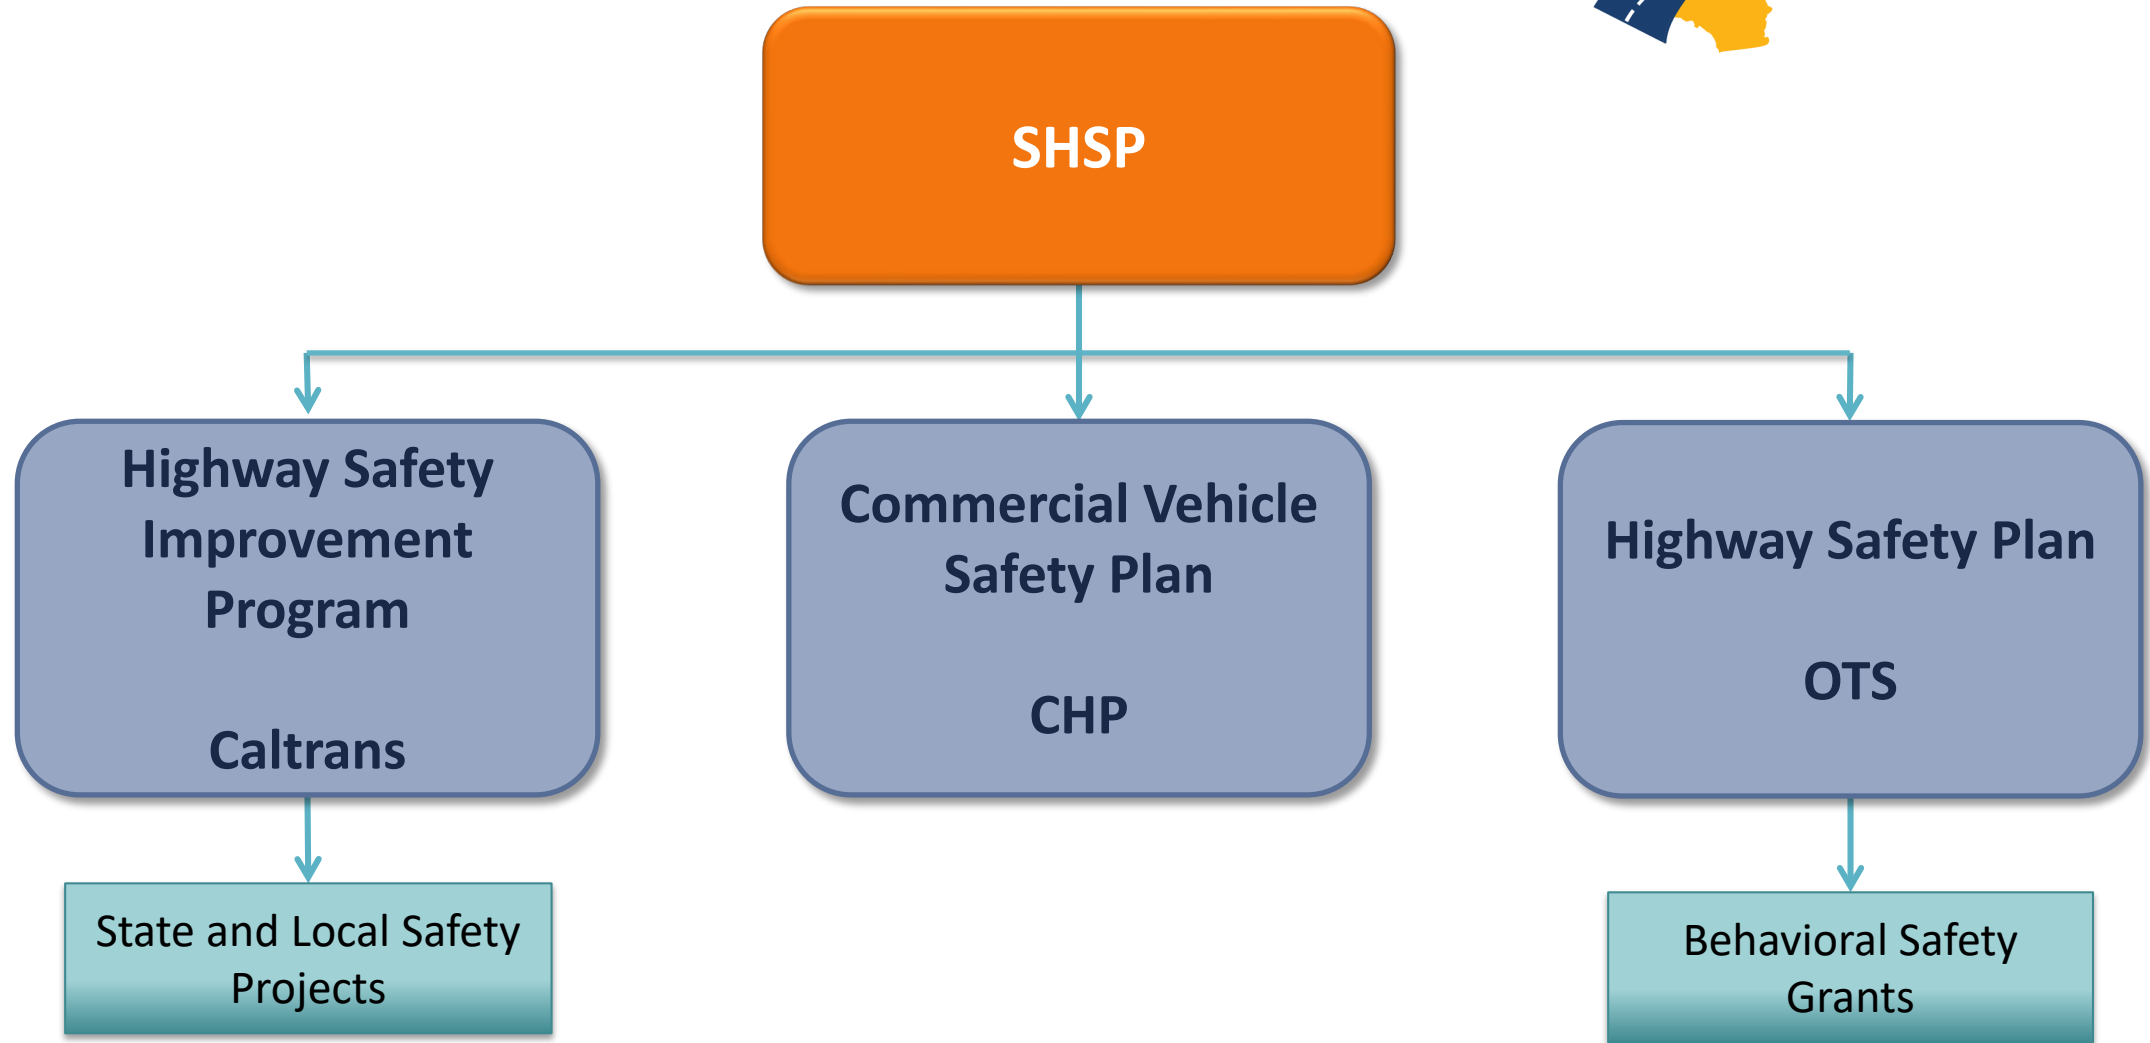 SHSP
Highway Safety
Improvement
Program
Caltrans
Commercial Vehicle
Safety Plan
CHP
Highway Safety Plan
OTS
State and Local Safety
Projects
Behavioral Safety
Grants